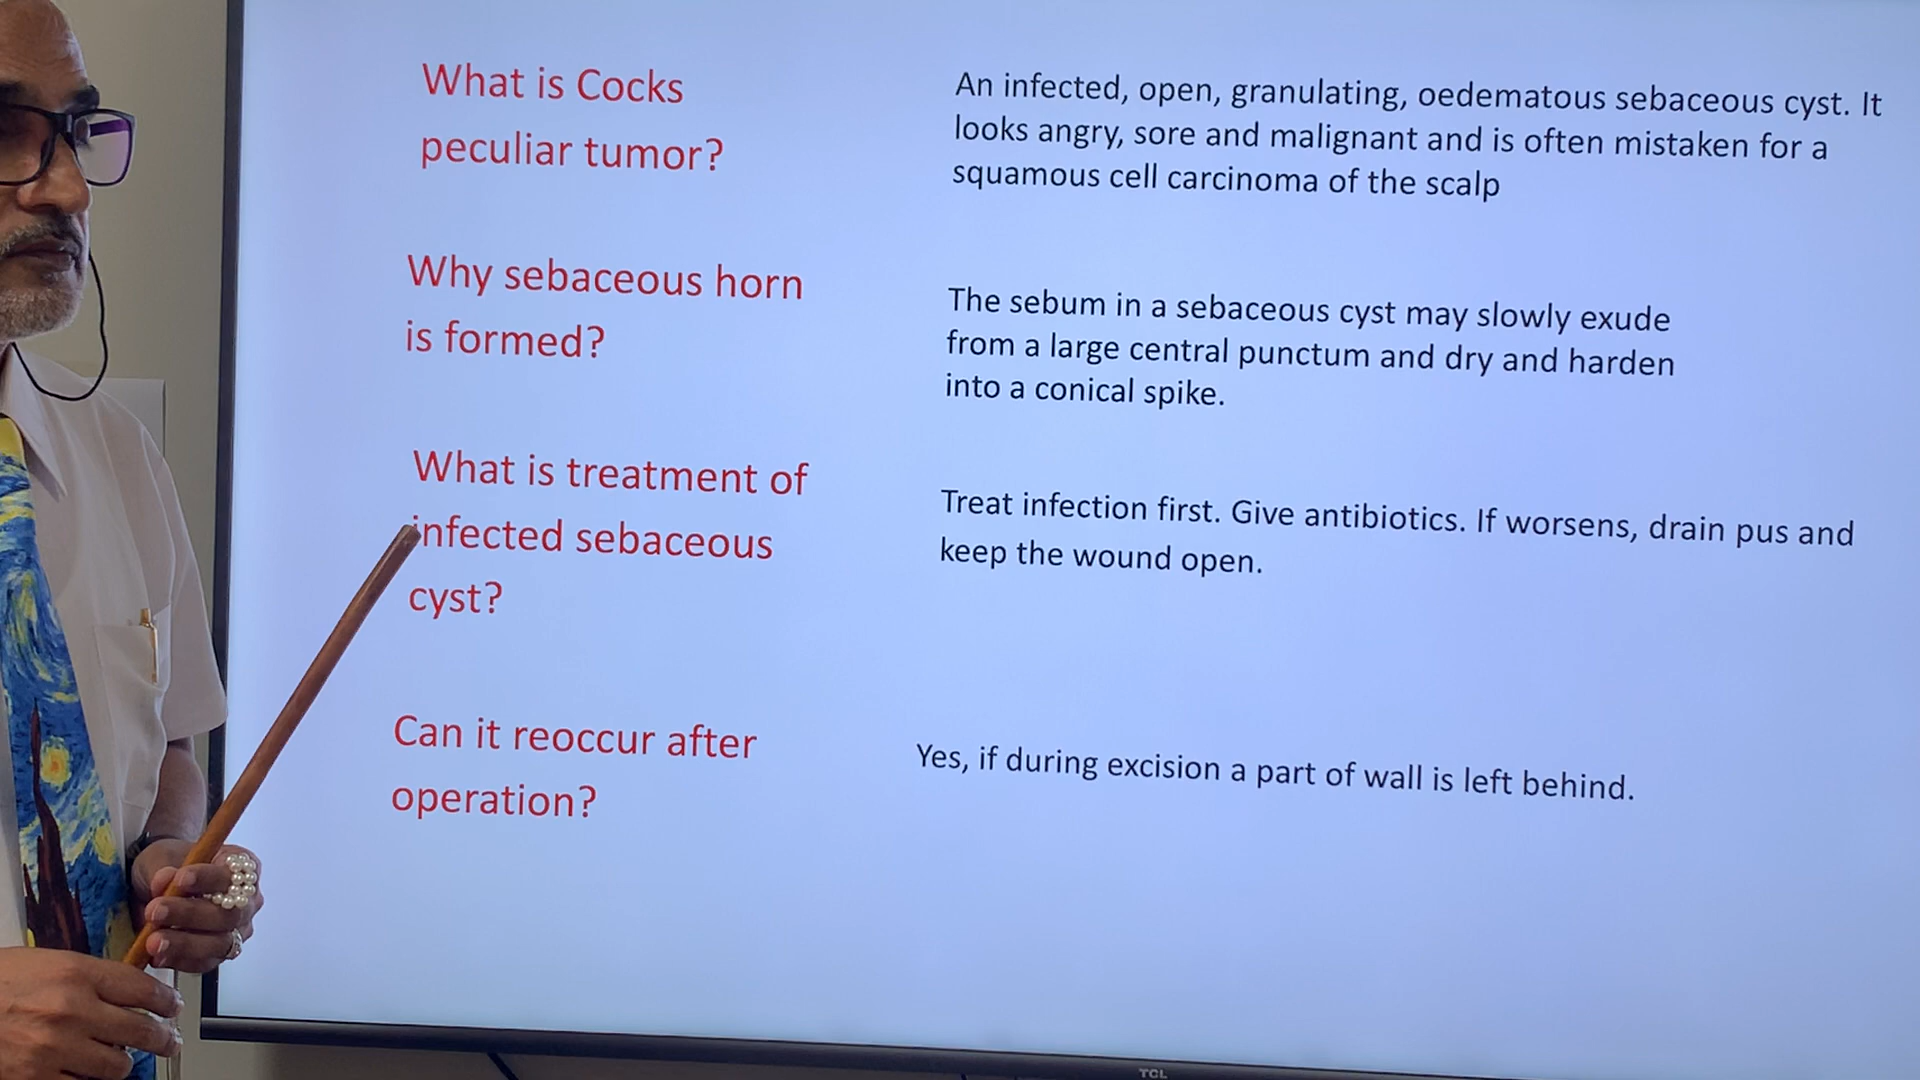 What is Cocks
peculiar tumor?
An infected, open, granulating, oedematous sebaceous cyst. It
looks angry, sore and malignant and is often mistaken for a
squamous cell carcinoma of the scalp
Why sebaceous horn
is formed?
The sebum in a sebaceous cyst may slowly exude
from a large central punctum and dry and harden
into a conical spike.
What is treatment of
infected sebaceous
cyst?
Treat infection first. Give antibiotics. If worsens, drain pus and
keep the wound open.
Can it reoccur after
operation?
Yes, if during excision a part of wall is left behind.
TCL